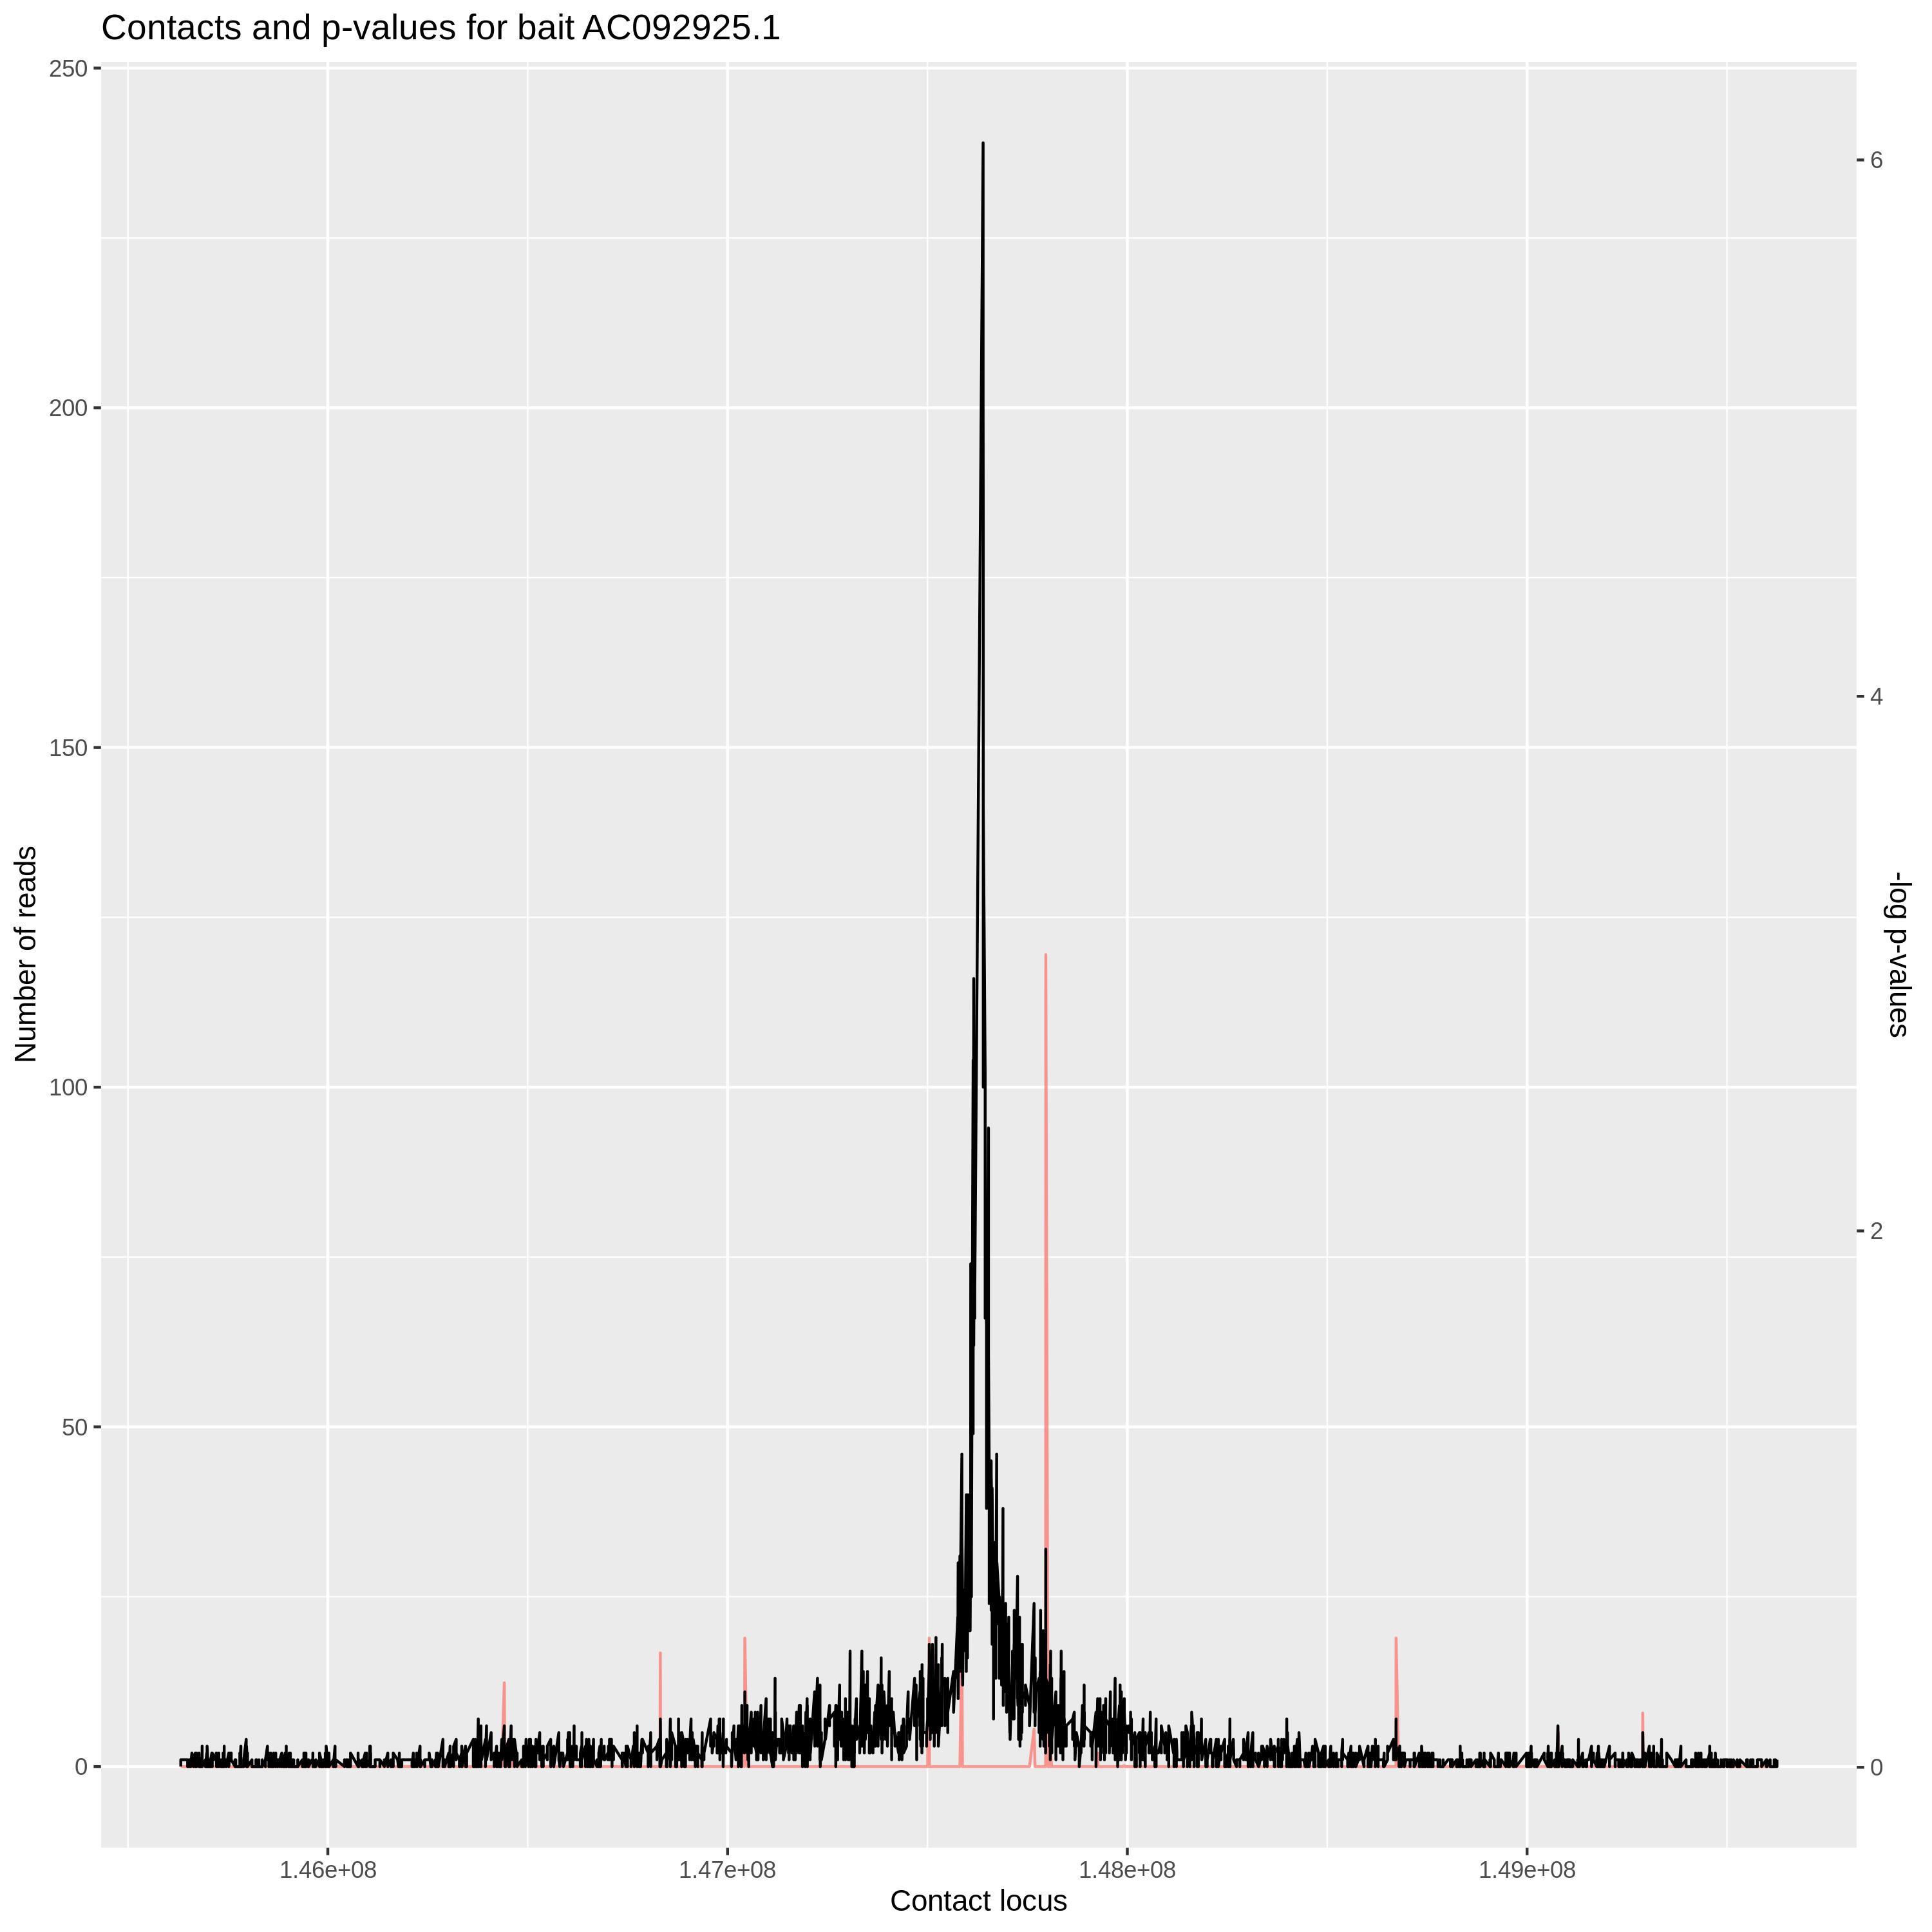 Contacts and p-values for bait AC092925.1
250
200
150
100
50
0
Number of reads
6
4
2
0
-log p-values
1.46e+08 1.47e+08 1.48e+08 1.49e+08
Contact locus